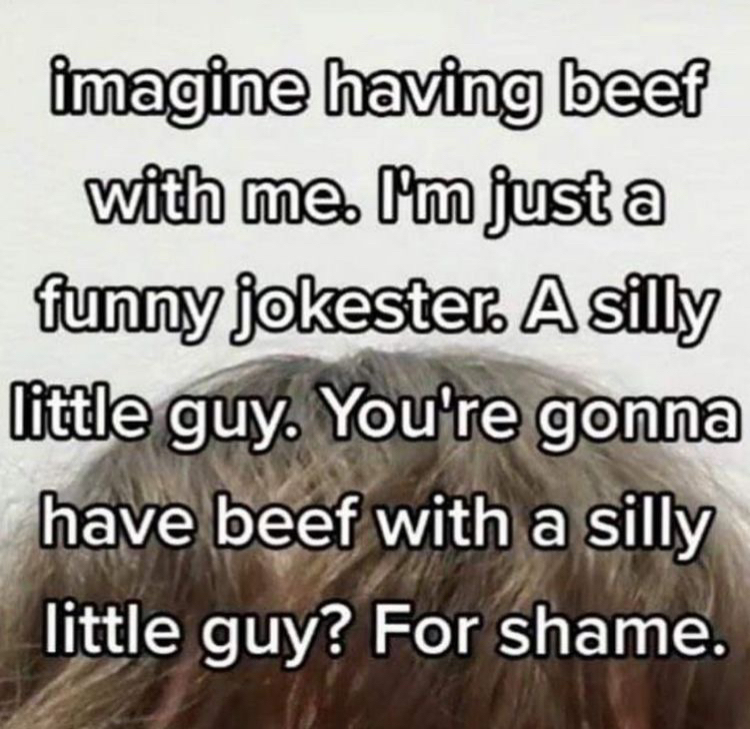 imagine having beef
with me. I'm just a
funny jokester. A silly
little guy. You're gonna
have beef with a silly
little guy? For shame.